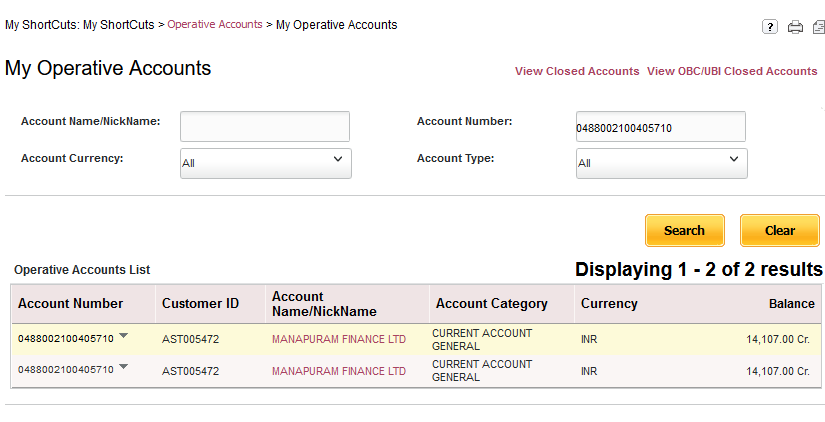 My ShortCuts: My ShortCuts > Operative Accounts > My Operative Accounts
?
My Operative Accounts
View Closed Accounts View OBC/UBI Closed Accounts
Account Name/NickName:
Account Number: 0488002100405710
Account Currency: All
Account Type: All
Search Clear
Operative Accounts List
Displaying 1 - 2 of 2 results
Account Number Customer ID Account Name/NickName Account Category Currency Balance
0488002100405710 AST005472 MANAPURAM FINANCE LTD CURRENT ACCOUNT GENERAL INR 14,107.00 Cr.
0488002100405710 AST005472 MANAPURAM FINANCE LTD CURRENT ACCOUNT GENERAL INR 14,107.00 Cr.